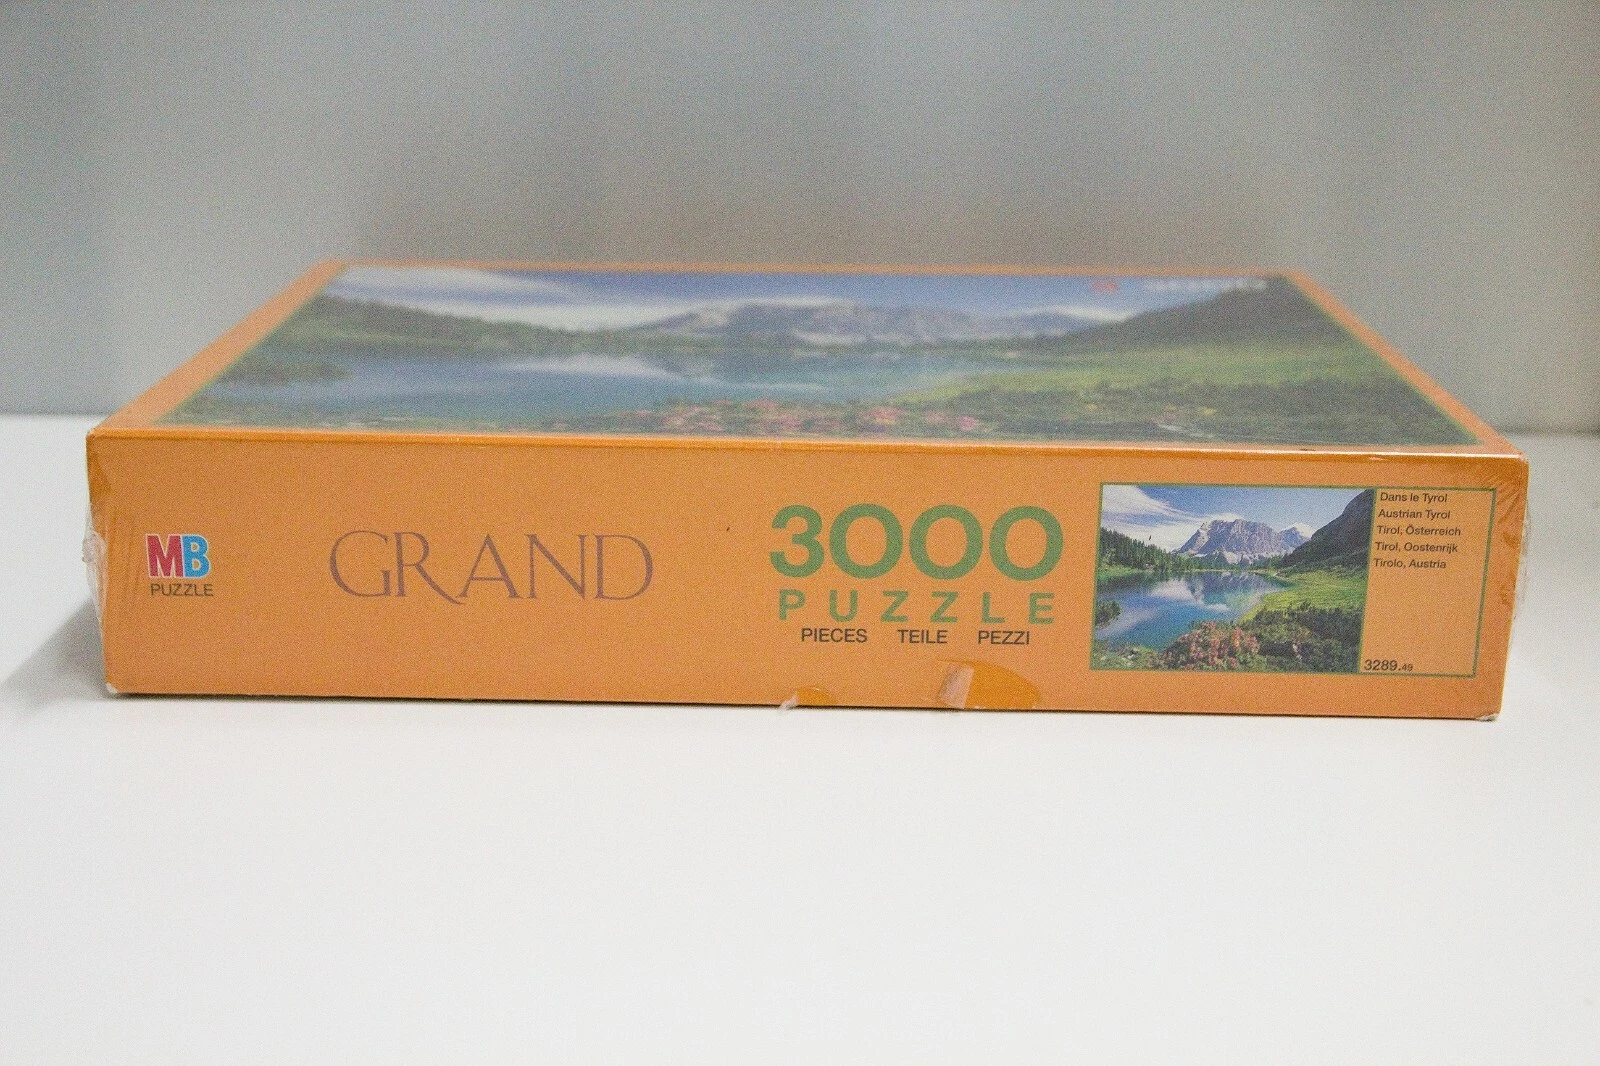 MB
PUZZLE
GRAND
3000
PUZZLE
PIECES TEILE PEZZI
Dans le Tyrol
Austrian Tyrol
Tirol, Österreich
Tirol, Oostenrijk
Tirolo, Austria
3289.49